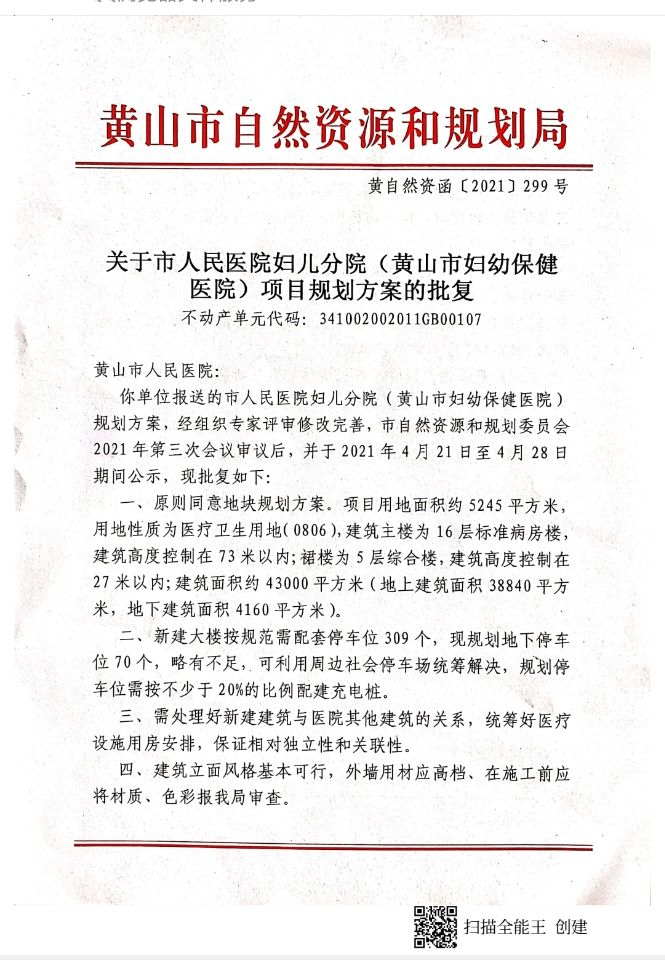 黄山市自然资源和规划局
黄自然资函〔2021〕299 号
关于市人民医院妇儿分院（黄山市妇幼保健
医院）项目规划方案的批复
不动产单元代码：341002002011GB00107
黄山市人民医院：
你单位报送的市人民医院妇儿分院（黄山市妇幼保健医院）
规划方案，经组织专家评审修改完善，市自然资源和规划委员会
2021 年第三次会议审议后，并于 2021 年 4 月 21 日至 4 月 28 日
期间公示，现批复如下：
一、原则同意地块规划方案。项目用地面积约 5245 平方米，
用地性质为医疗卫生用地(0806)，建筑主楼为 16 层标准病房楼，
建筑高度控制在 73 米以内；裙楼为 5 层综合楼，建筑高度控制在
27 米以内；建筑面积约 43000 平方米（地上建筑面积 38840 平方
米，地下建筑面积 4160 平方米）。
二、新建大楼按规范需配套停车位 309 个，现规划地下停车
位 70 个，略有不足，可利用周边社会停车场统筹解决，规划停
车位需按不少于 20%的比例配建充电桩。
三、需处理好新建建筑与医院其他建筑的关系，统筹好医疗
设施用房安排，保证相对独立性和关联性。
四、建筑立面风格基本可行，外墙用材应高档、在施工前应
将材质、色彩报我局审查。
扫描全能王 创建